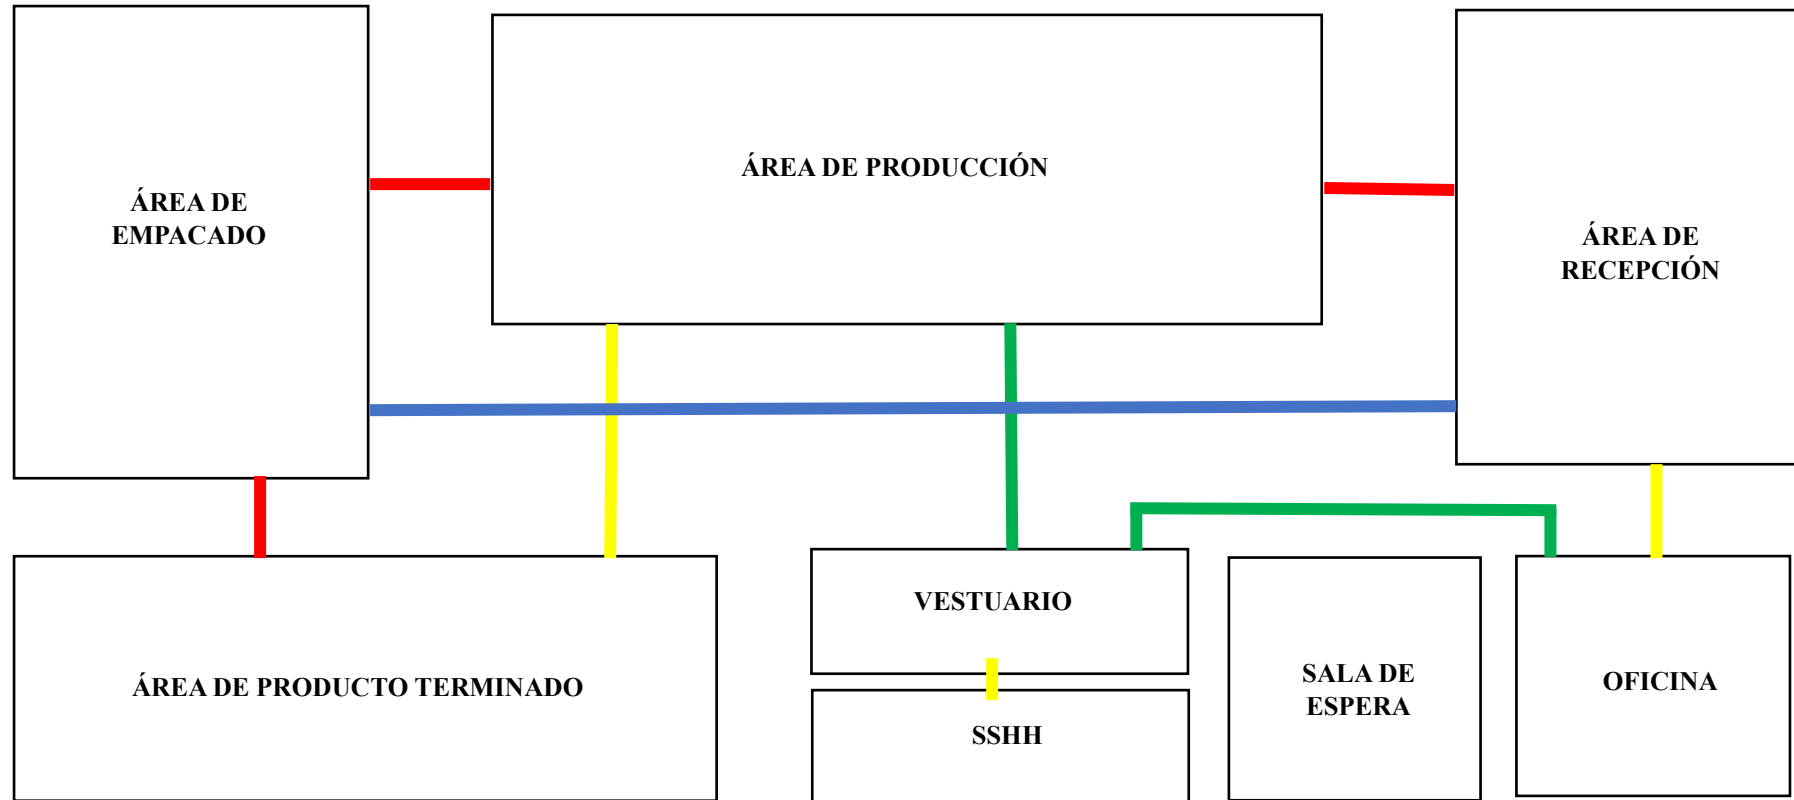 ÁREA DE
EMPACADO
ÁREA DE PRODUCCIÓN
ÁREA DE
RECEPCIÓN
ÁREA DE PRODUCTO TERMINADO
VESTUARIO
SSHH
SALA DE
ESPERA
OFICINA